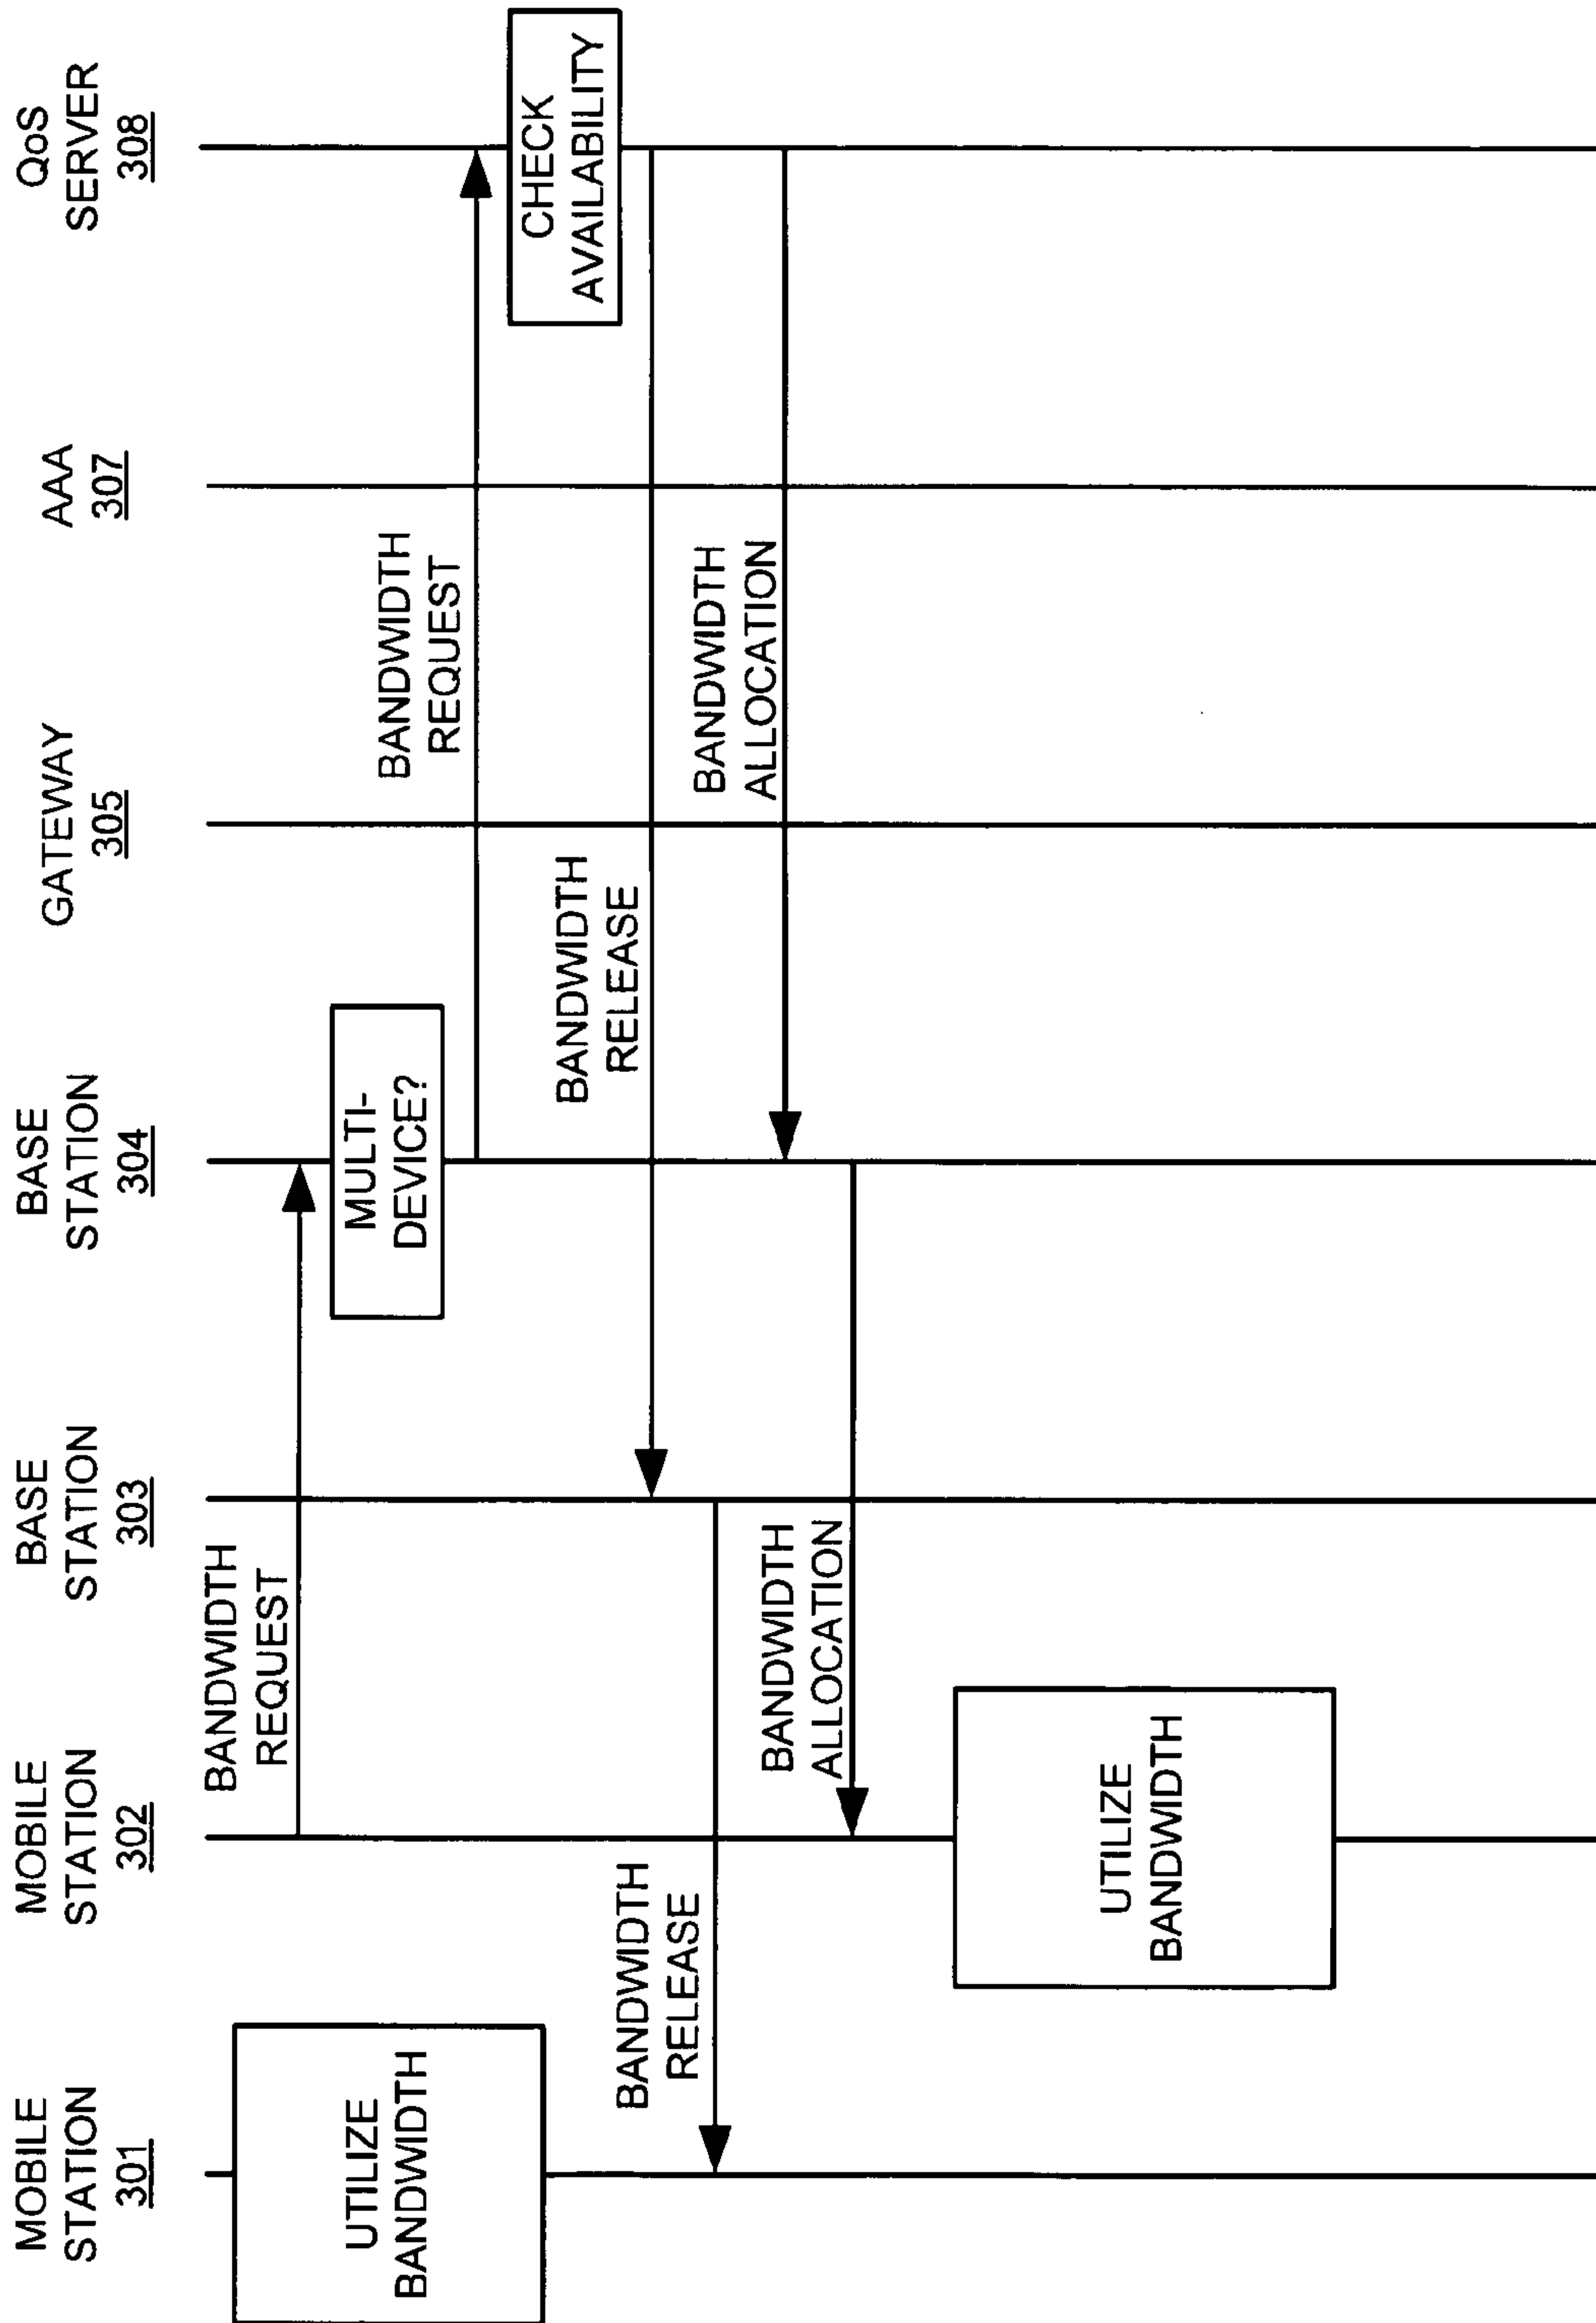 MOBILE
STATION
301
MOBILE
STATION
302
BASE
STATION
303
BASE
STATION
304
GATEWAY
305
AAA
307
QoS
SERVER
308
UTILIZE
BANDWIDTH
BANDWIDTH
REQUEST
MULTI-
DEVICE?
BANDWIDTH
REQUEST
CHECK
AVAILABILITY
BANDWIDTH
RELEASE
BANDWIDTH
RELEASE
BANDWIDTH
ALLOCATION
BANDWIDTH
ALLOCATION
UTILIZE
BANDWIDTH